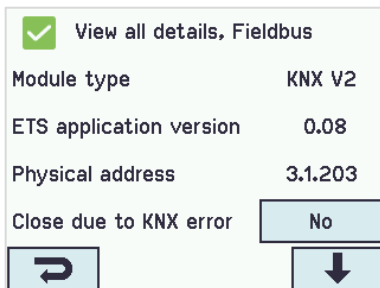 View all details, Fieldbus
Module type KNX V2
ETS application version 0.08
Physical address 3.1.203
Close due to KNX error No